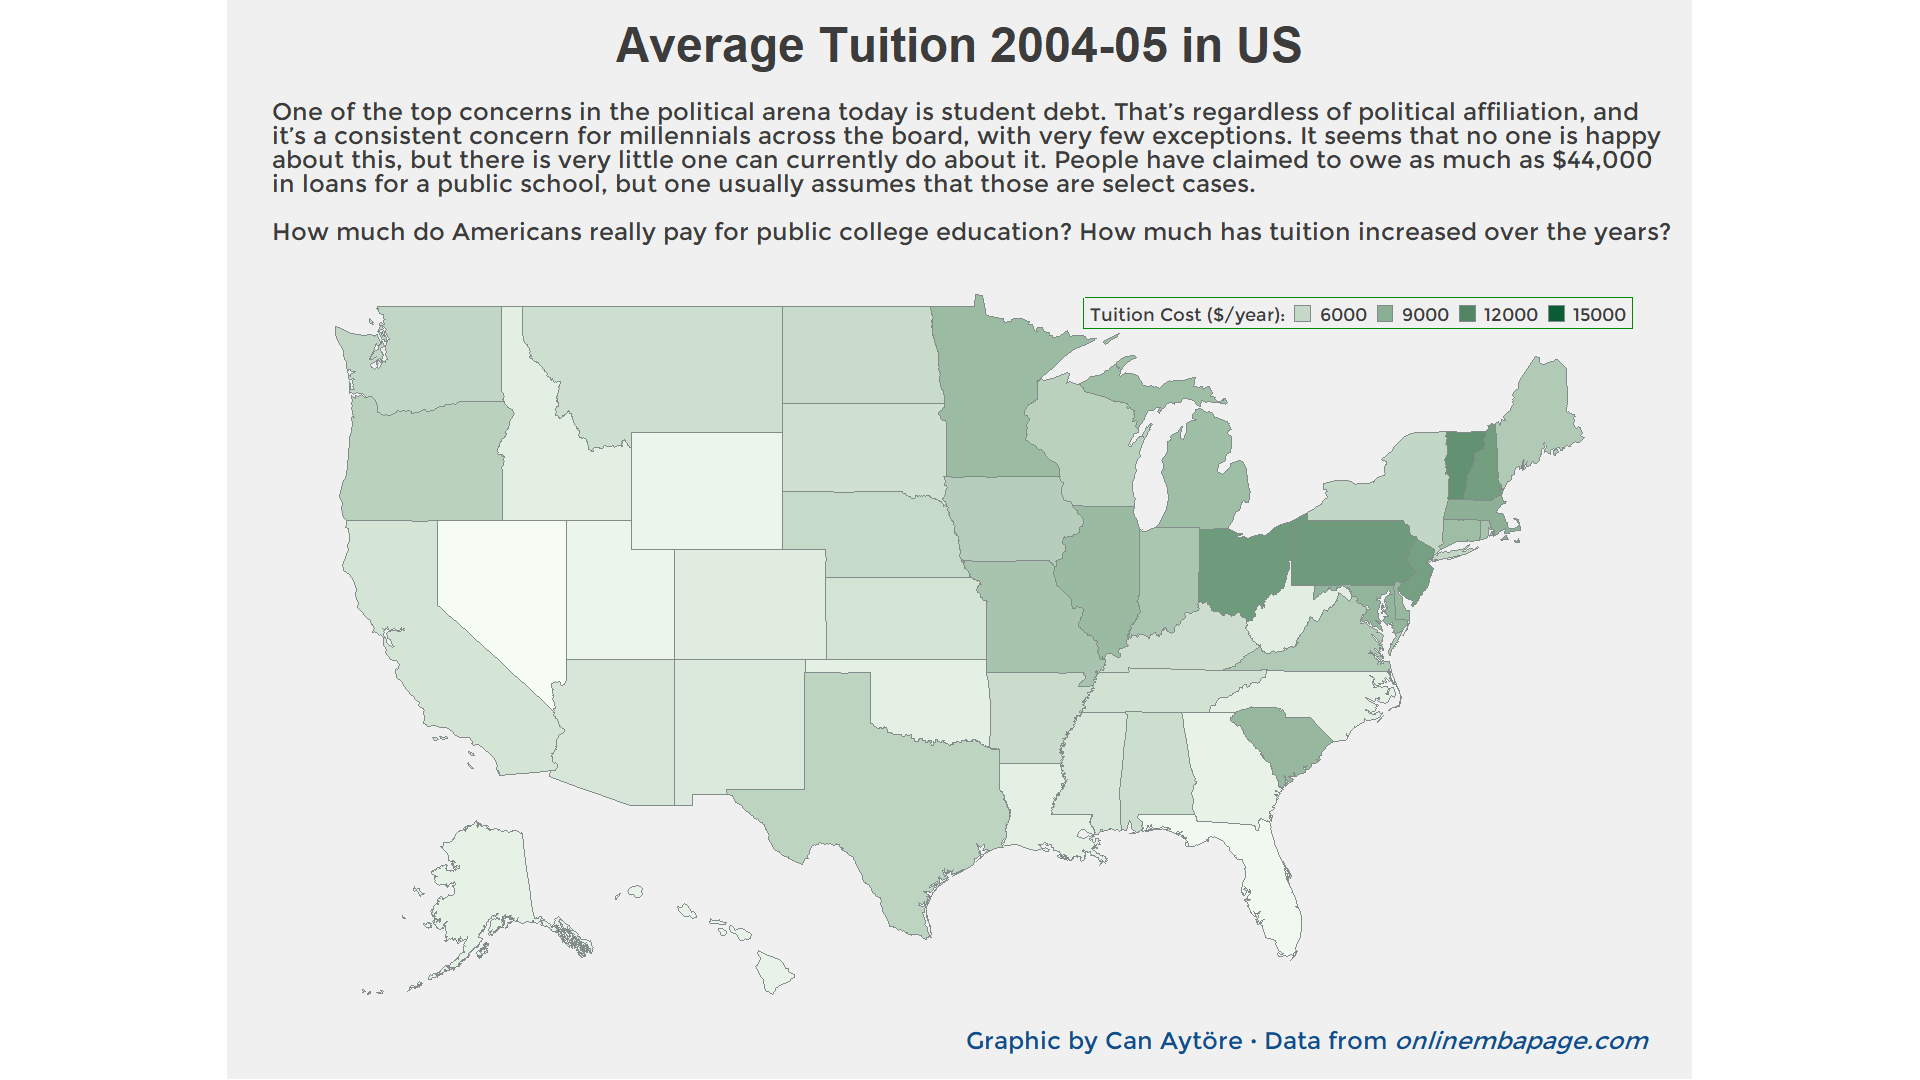 Average Tuition 2004-05 in US
One of the top concerns in the political arena today is student debt. That’s regardless of political affiliation, and
it’s a consistent concern for millennials across the board, with very few exceptions. It seems that no one is happy
about this, but there is very little one can currently do about it. People have claimed to owe as much as $44,000
in loans for a public school, but one usually assumes that those are select cases.
How much do Americans really pay for public college education? How much has tuition increased over the years?
Tuition Cost ($/year): 6000 9000 12000 15000
Graphic by Can Aytöre • Data from onlinembapage.com